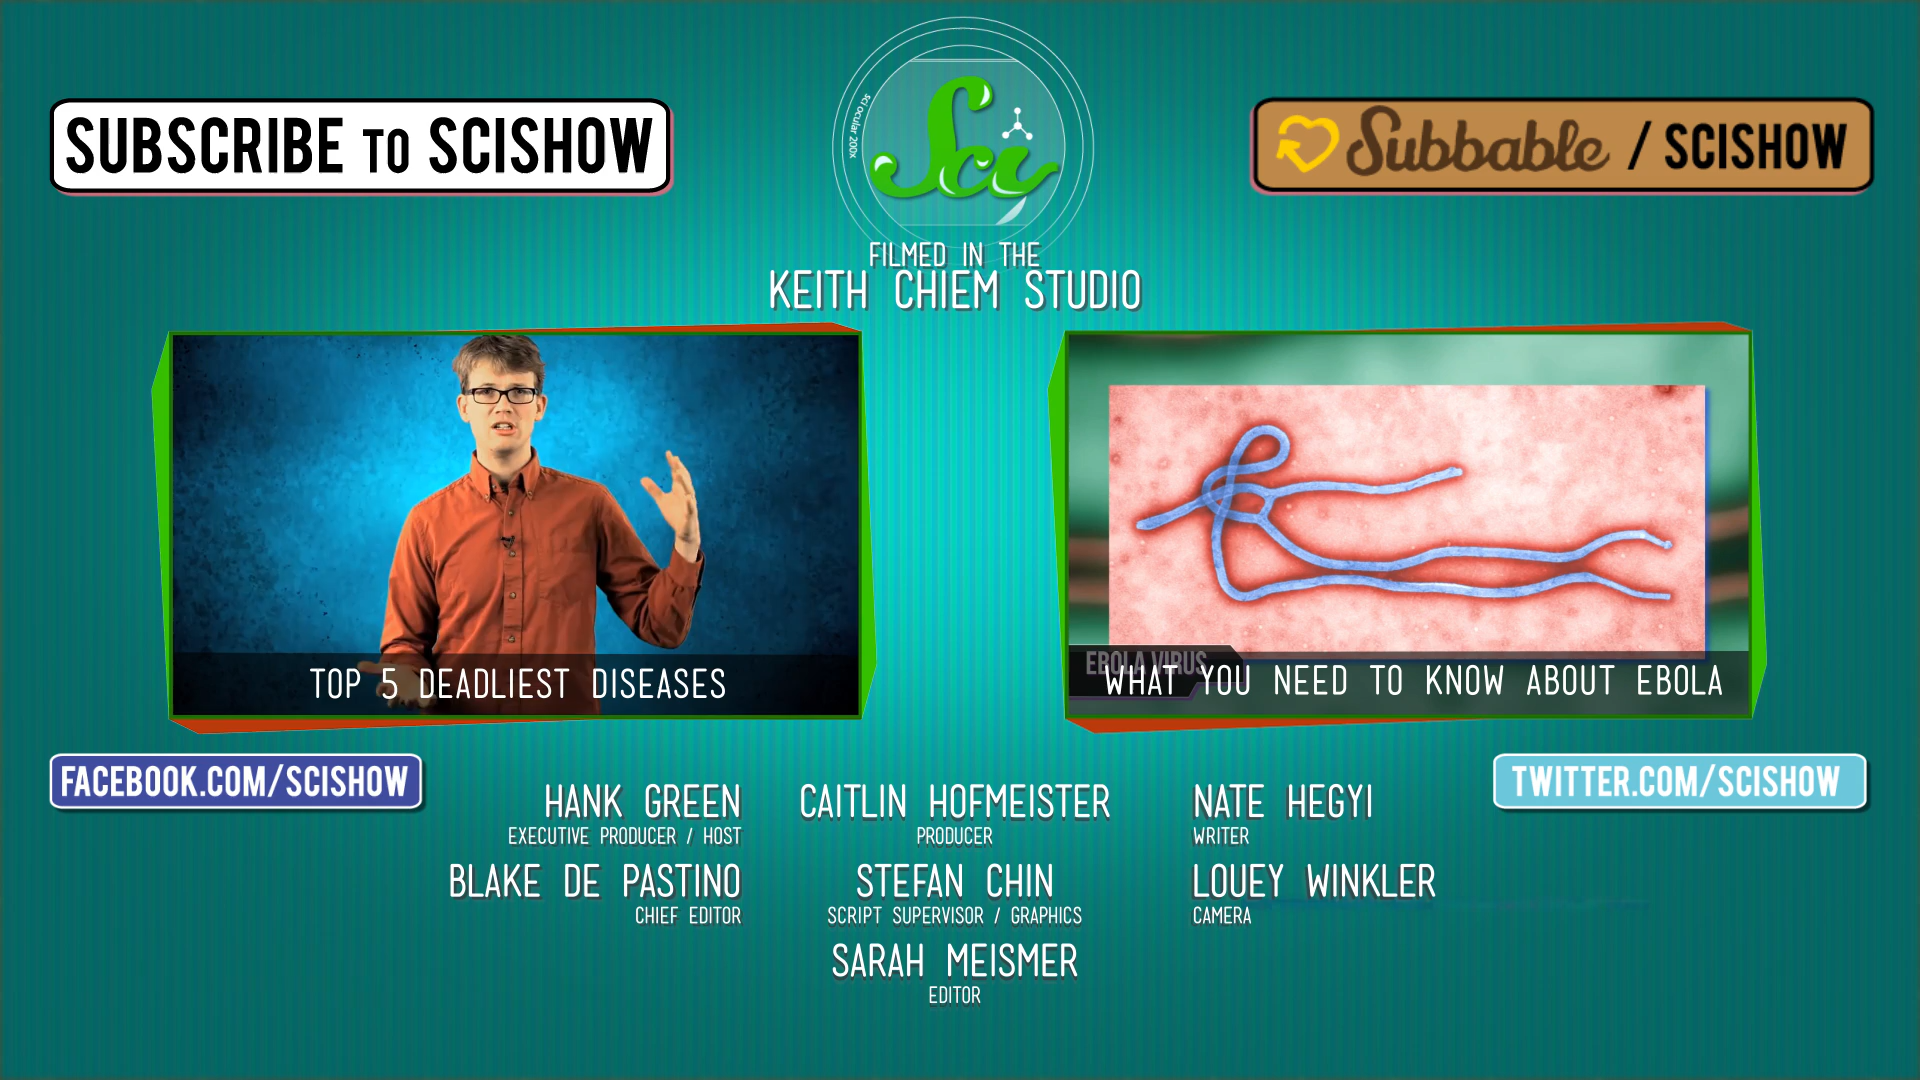 SUBSCRIBE TO SCISHOW
sci ocular 200x
Sci
Subbable / SCISHOW
FILMED IN THE
KEITH CHIEM STUDIO
TOP 5 DEADLIEST DISEASES
EBOLA VIRUS
WHAT YOU NEED TO KNOW ABOUT EBOLA
FACEBOOK.COM/SCISHOW
TWITTER.COM/SCISHOW
HANK GREEN
EXECUTIVE PRODUCER / HOST
CAITLIN HOFMEISTER
PRODUCER
NATE HEGYI
WRITER
BLAKE DE PASTINO
CHIEF EDITOR
STEFAN CHIN
SCRIPT SUPERVISOR / GRAPHICS
LOUEY WINKLER
CAMERA
SARAH MEISMER
EDITOR